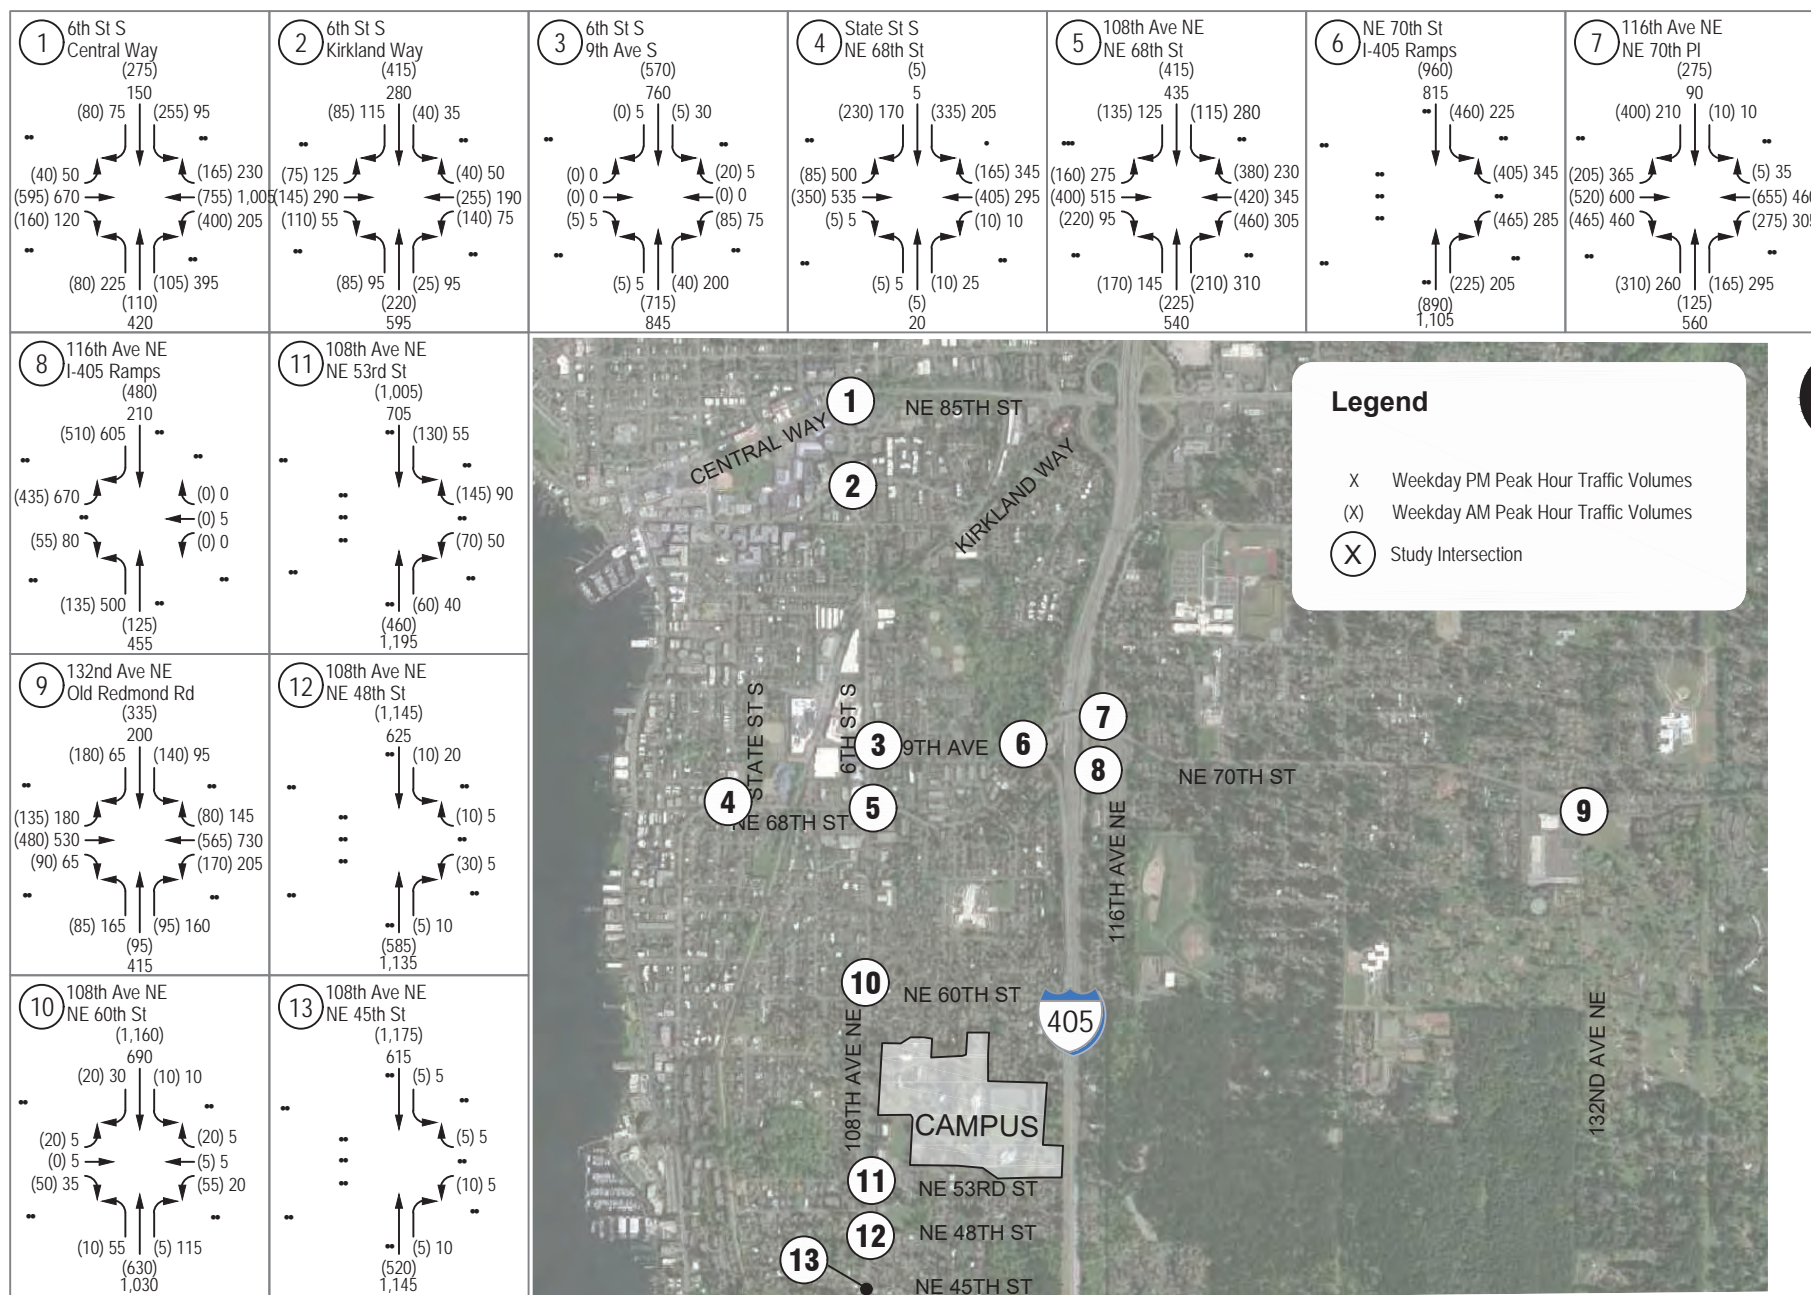 1 6th St S
Central Way
(275)
150
(80) 75 (255) 95
(40) 50 (165) 230
(595) 670 (755) 1,005
(160) 120 (400) 205
(80) 225 (105) 395
(110)
420
2 6th St S
Kirkland Way
(415)
280
(85) 115 (40) 35
(75) 125 (40) 50
(145) 290 (255) 190
(110) 55 (140) 75
(85) 95 (25) 95
(220)
595
3 6th St S
9th Ave S
(570)
760
(0) 5 (5) 30
(0) 0 (20) 5
(0) 0 (0) 0
(5) 5 (85) 75
(5) 5 (40) 200
(715)
845
4 State St S
NE 68th St
(5)
5
(230) 170 (335) 205
(85) 500 (165) 345
(350) 535 (405) 295
(5) 5 (10) 10
(5) 5 (10) 25
(5)
20
5 108th Ave NE
NE 68th St
(415)
435
(135) 125 (115) 280
(160) 275 (380) 230
(400) 515 (420) 345
(220) 95 (460) 305
(170) 145 (210) 310
(225)
540
6 NE 70th St
I-405 Ramps
(960)
815
(460) 225
(405) 345
(465) 285
(225) 205
(890)
1,105
7 116th Ave NE
NE 70th Pl
(275)
90
(400) 210 (10) 10
(205) 365 (5) 35
(520) 600 (655) 460
(465) 460 (275) 305
(310) 260 (165) 295
(125)
560
8 116th Ave NE
I-405 Ramps
(480)
210
(510) 605
(435) 670 (0) 0
(0) 5
(55) 80 (0) 0
(135) 500
(125)
455
11 108th Ave NE
NE 53rd St
(1,005)
705
(130) 55
(145) 90
(70) 50
(60) 40
(460)
1,195
9 132nd Ave NE
Old Redmond Rd
(335)
200
(180) 65 (140) 95
(135) 180 (80) 145
(480) 530 (565) 730
(90) 65 (170) 205
(85) 165 (95) 160
(95)
415
12 108th Ave NE
NE 48th St
(1,145)
625
(10) 20
(10) 5
(30) 5
(5) 10
(585)
1,135
10 108th Ave NE
NE 60th St
(1,160)
690
(20) 30 (10) 10
(20) 5 (20) 5
(0) 5 (5) 5
(50) 35 (55) 20
(10) 55 (5) 115
(630)
1,030
13 108th Ave NE
NE 45th St
(1,175)
615
(5) 5
(5) 5
(10) 5
(5) 10
(520)
1,145
Legend
X Weekday PM Peak Hour Traffic Volumes
(X) Weekday AM Peak Hour Traffic Volumes
X Study Intersection
1
NE 85TH ST
CENTRAL WAY
2
KIRKLAND WAY
STATE ST S
6TH ST S
3
9TH AVE
6
7
8
NE 70TH ST
4
NE 68TH ST
5
9
116TH AVE NE
10
NE 60TH ST
405
108TH AVE NE
CAMPUS
132ND AVE NE
11
NE 53RD ST
12
NE 48TH ST
13
NE 45TH ST